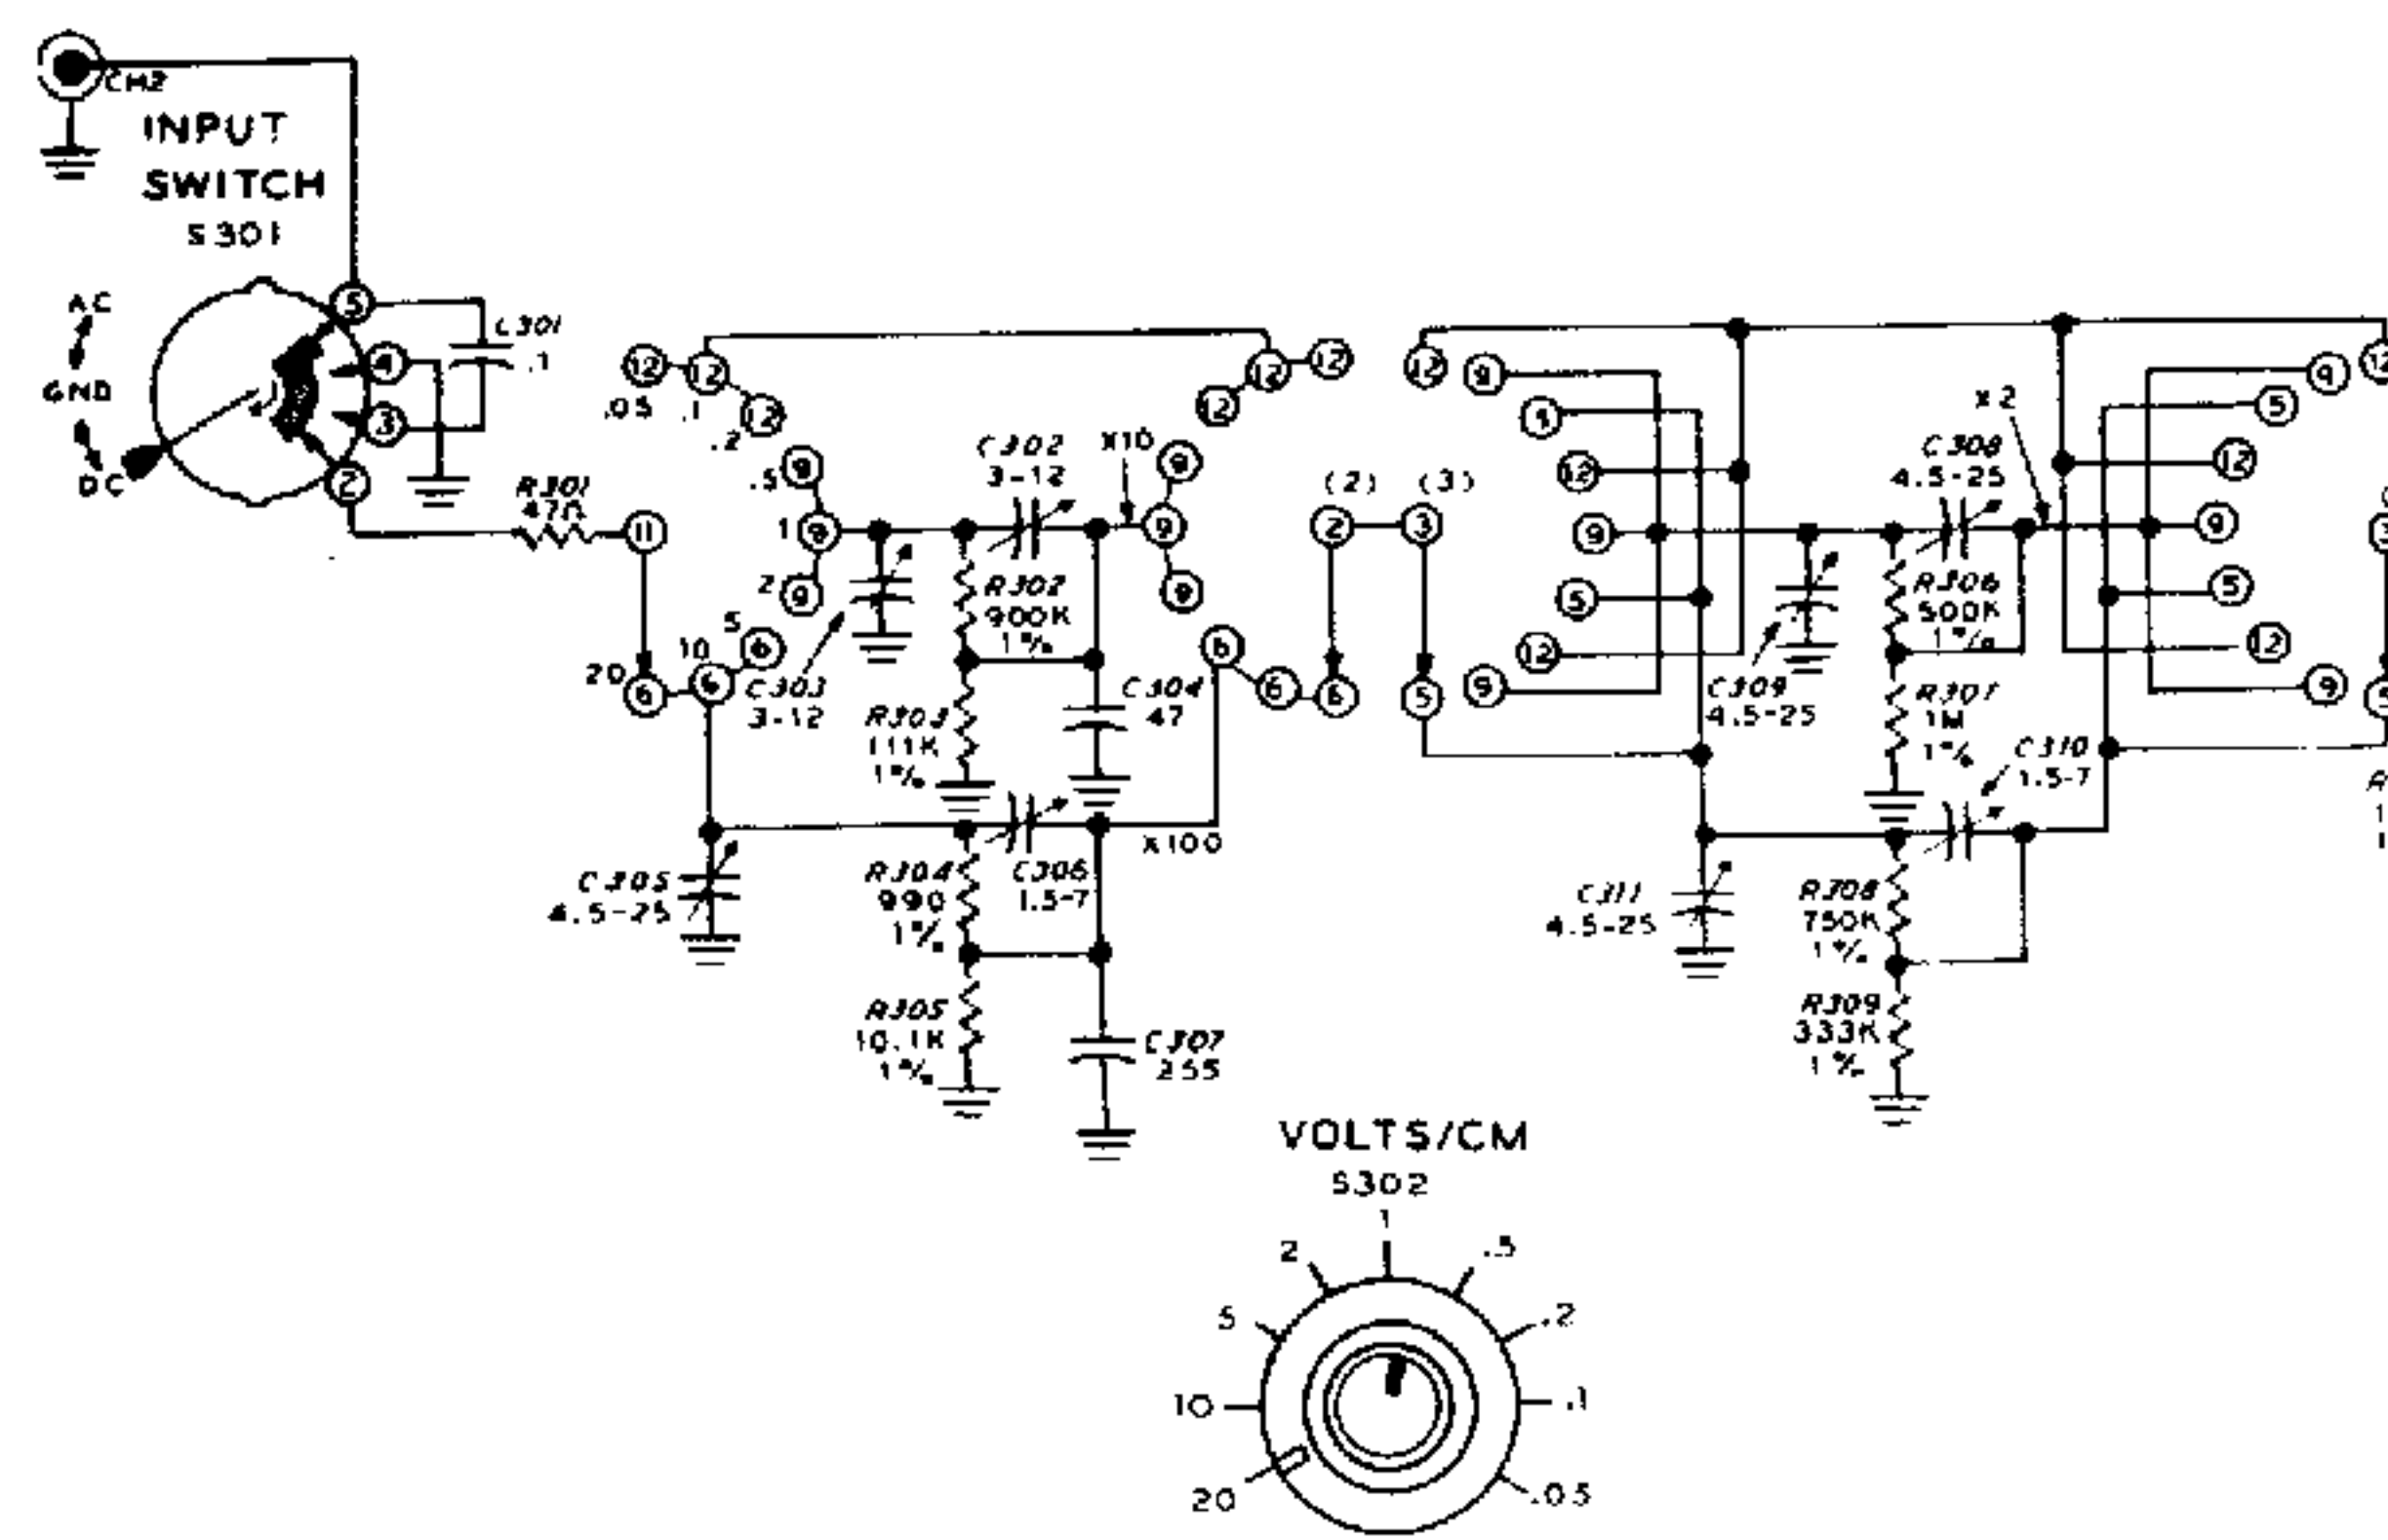 CH2
INPUT
SWITCH
S301
AC
GND
DC
5
4
3
2
C301
.1
R301
47Ω
11
12
12
12
.05
.1
.2
9
.5
1
9
2
9
5
6
10
6
20
6
C302
3-12
X10
C303
3-12
R302
900K
1%
R303
111K
1%
C304
47
12
12
12
9
9
9
6
6
6
X100
C305
4.5-25
R304
990
1%
C306
1.5-7
R305
10.1K
1%
C307
255
(2)
(3)
2
3
5
12
9
12
9
5
12
9
X2
C308
4.5-25
C309
4.5-25
R306
500K
1%
R307
1M
1%
C310
1.5-7
C311
4.5-25
R308
750K
1%
R309
333K
1%
9
5
12
9
5
12
9
VOLTS/CM
S302
1
2
.5
5
.2
10
.1
20
.05